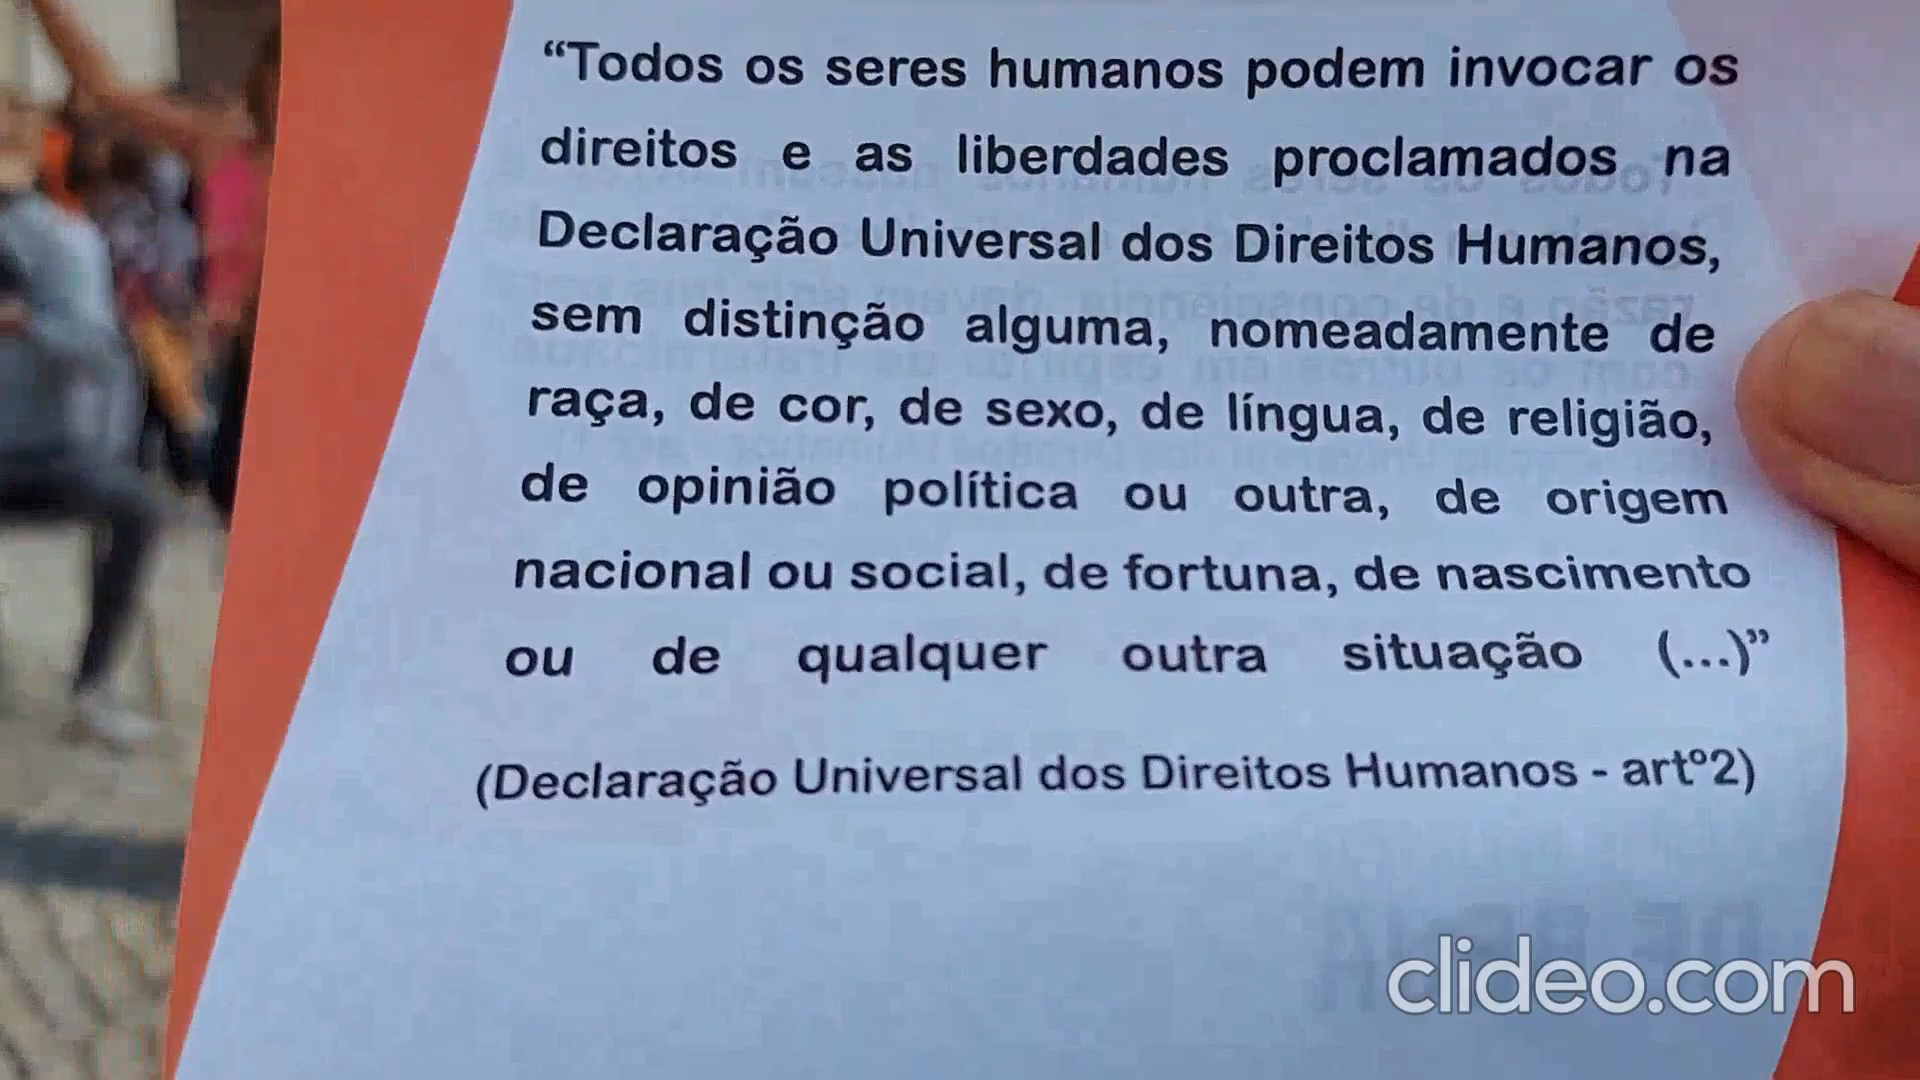 “Todos os seres humanos podem invocar os
direitos e as liberdades proclamados na
Declaração Universal dos Direitos Humanos,
sem distinção alguma, nomeadamente de
raça, de cor, de sexo, de língua, de religião,
de opinião política ou outra, de origem
nacional ou social, de fortuna, de nascimento
ou de qualquer outra situação (...)”
(Declaração Universal dos Direitos Humanos - artº2)
clideo.com